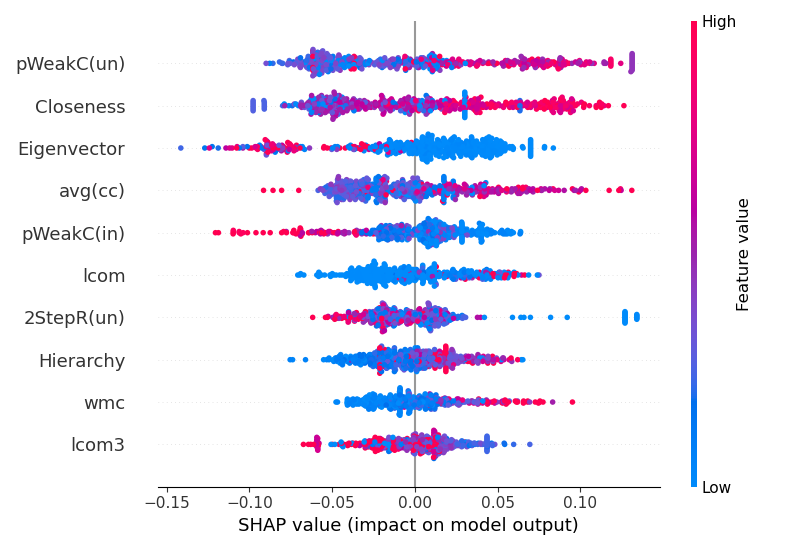 High
pWeakC(un)
Closeness
Eigenvector
avg(cc)
pWeakC(in)
lcom
2StepR(un)
Hierarchy
wmc
lcom3
Feature value
Low
−0.15 −0.10 −0.05 0.00 0.05 0.10
SHAP value (impact on model output)